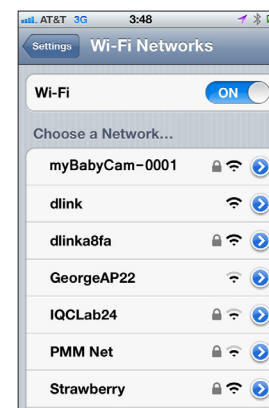 AT&T 3G 3:48
Settings Wi-Fi Networks
Wi-Fi ON
Choose a Network...
myBabyCam-0001
dlink
dlinka8fa
GeorgeAP22
IQCLab24
PMM Net
Strawberry